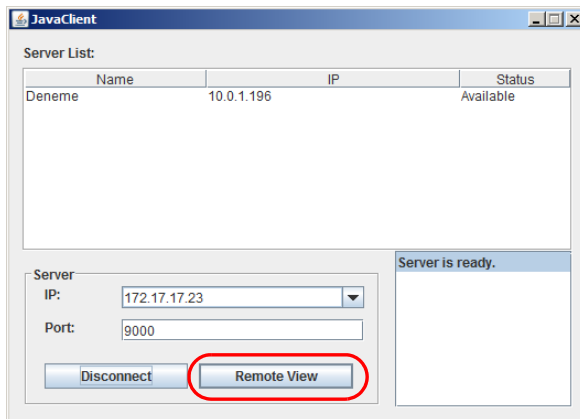 JavaClient
Server List:
Name IP Status
Deneme 10.0.1.196 Available
Server is ready.
Server
IP: 172.17.17.23
Port: 9000
Disconnect Remote View